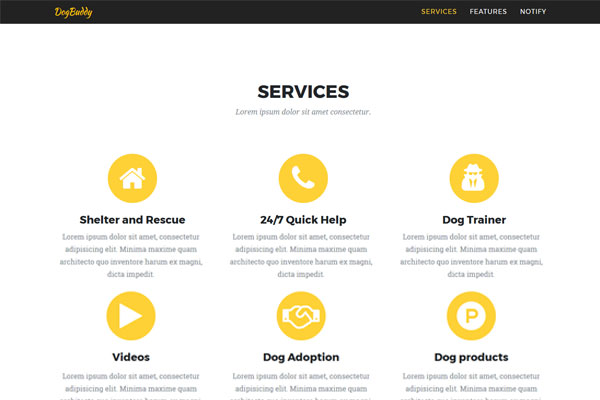 DogBuddy
SERVICES FEATURES NOTIFY
SERVICES
Lorem ipsum dolor sit amet consectetur.
Shelter and Rescue
Lorem ipsum dolor sit amet, consectetur
adipisicing elit. Minima maxime quam
architecto quo inventore harum ex magni,
dicta impedit.
24/7 Quick Help
Lorem ipsum dolor sit amet, consectetur
adipisicing elit. Minima maxime quam
architecto quo inventore harum ex magni,
dicta impedit.
Dog Trainer
Lorem ipsum dolor sit amet, consectetur
adipisicing elit. Minima maxime quam
architecto quo inventore harum ex magni,
dicta impedit.
Videos
Lorem ipsum dolor sit amet, consectetur
adipisicing elit. Minima maxime quam
Dog Adoption
Lorem ipsum dolor sit amet, consectetur
adipisicing elit. Minima maxime quam
P
Dog products
Lorem ipsum dolor sit amet, consectetur
adipisicing elit. Minima maxime quam